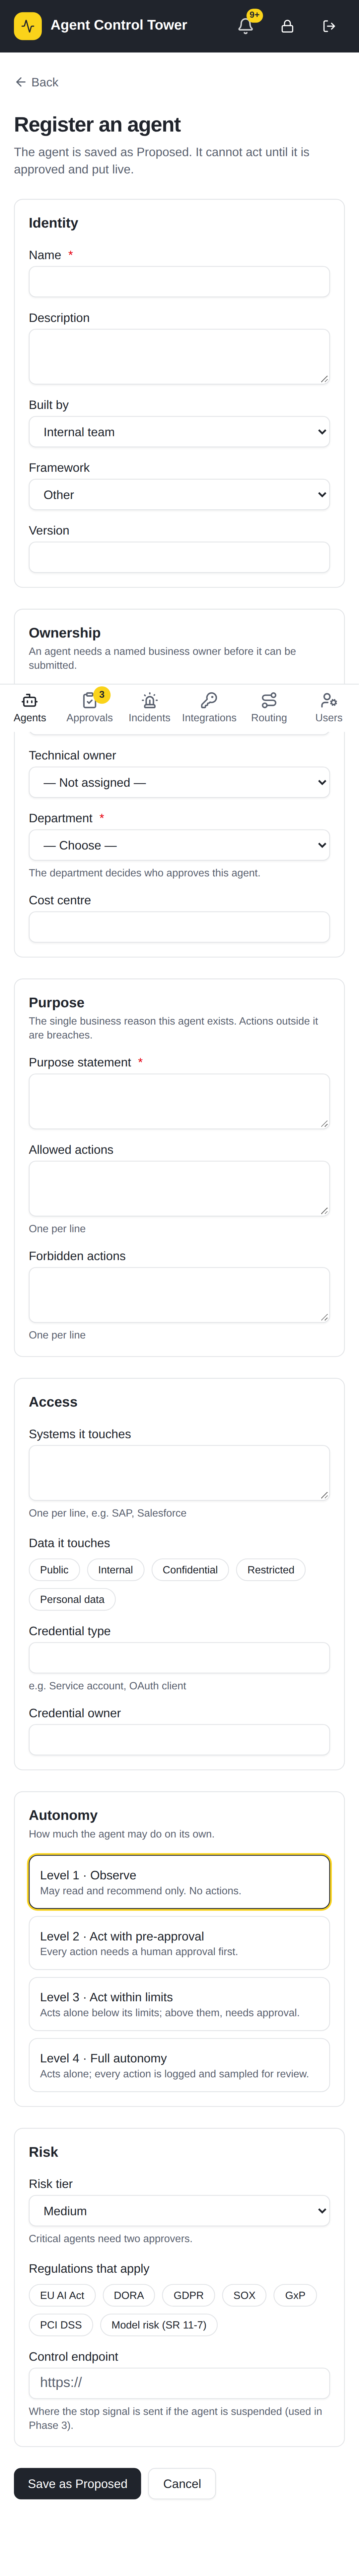 Agent Control Tower
9+
Back
Register an agent
The agent is saved as Proposed. It cannot act until it is
approved and put live.
Identity
Name *
Description
Built by
Internal team
Framework
Other
Version
Ownership
An agent needs a named business owner before it can be
submitted.
3
Agents Approvals Incidents Integrations Routing Users
Technical owner
— Not assigned —
Department *
— Choose —
The department decides who approves this agent.
Cost centre
Purpose
The single business reason this agent exists. Actions outside it
are breaches.
Purpose statement *
Allowed actions
One per line
Forbidden actions
One per line
Access
Systems it touches
One per line, e.g. SAP, Salesforce
Data it touches
Public Internal Confidential Restricted
Personal data
Credential type
e.g. Service account, OAuth client
Credential owner
Autonomy
How much the agent may do on its own.
Level 1 · Observe
May read and recommend only. No actions.
Level 2 · Act with pre-approval
Every action needs a human approval first.
Level 3 · Act within limits
Acts alone below its limits; above them, needs approval.
Level 4 · Full autonomy
Acts alone; every action is logged and sampled for review.
Risk
Risk tier
Medium
Critical agents need two approvers.
Regulations that apply
EU AI Act DORA GDPR SOX GxP
PCI DSS Model risk (SR 11-7)
Control endpoint
https://
Where the stop signal is sent if the agent is suspended (used in
Phase 3).
Save as Proposed Cancel